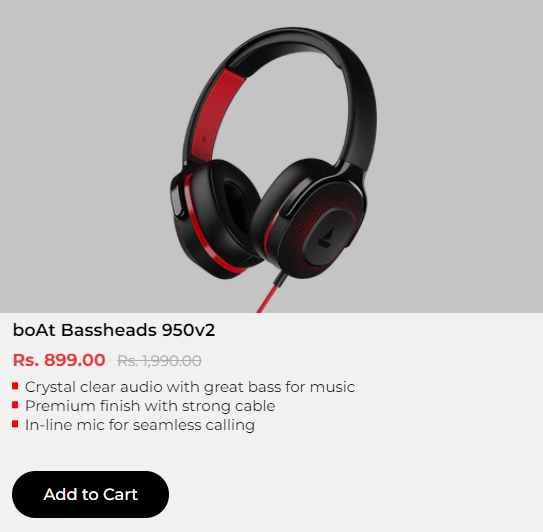 boAt Bassheads 950v2
Rs. 899.00 Rs. 1,990.00
Crystal clear audio with great bass for music
Premium finish with strong cable
In-line mic for seamless calling
Add to Cart